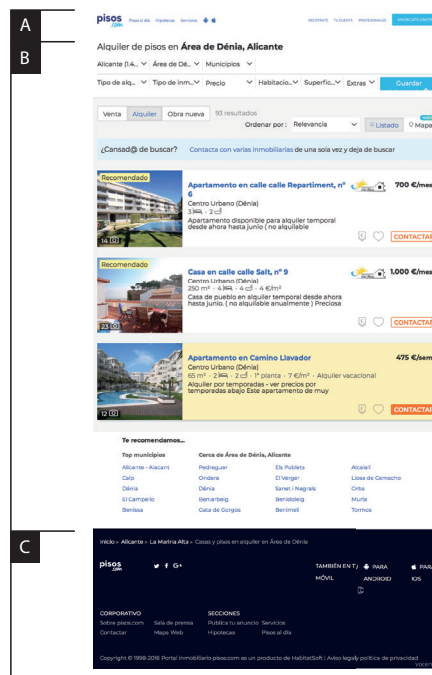 A
pisos.com Pisos al día Hipotecas Servicios REGÍSTRATE TU CUENTA PROFESIONALES ANÚNCIATE GRATIS
B
Alquiler de pisos en Área de Dénia, Alicante
Alicante (1.4... Área de Dé... Municipios
Tipo de alq... Tipo de inm... Precio Habitacio... Superfic... Extras Guardar
Venta Alquiler Obra nueva 93 resultados
Ordenar por: Relevancia Listado Mapa
¿Cansad@ de buscar? Contacta con varias inmobiliarias de una sola vez y deja de buscar
Recomendado
Apartamento en calle calle Repartiment, nº 6
700 €/mes
Centro Urbano (Dénia)
3 · 2
Apartamento disponible para alquiler temporal
desde ahora hasta junio ( no alquilable
14
CONTACTAR
Recomendado
Casa en calle calle Salt, nº 9
1.000 €/mes
Centro Urbano (Dénia)
250 m² · 4 · 4 · 4 €/m²
Casa de pueblo en alquiler temporal desde ahora
hasta junio. ( no alquilable anualmente ) Preciosa
23
CONTACTAR
Apartamento en Camino Llavador
475 €/sem
Centro Urbano (Dénia)
65 m² · 2 · 2 · 1ª planta · 7 €/m² · Alquiler vacacional
Alquiler por temporadas - ver precios por
temporadas abajo Este apartamento de muy
12
CONTACTAR
Te recomendamos...
Top municipios Cerca de Área de Dénia, Alicante
Alicante - Alacant Pedreguer Els Poblets Alcalalí
Calp Ondara El Verger Llosa de Camacho
Dénia Dénia Sanet i Negrals Orba
El Campello Beniarbeig Benidoleig Murla
Benissa Gata de Gorgos Benimeli Tormos
C
Inicio > Alicante > La Marina Alta > Casas y pisos en alquiler en Área de Dénia
pisos.com G+ TAMBIÉN EN TU PARA PARA
MÓVIL ANDROID IOS
CORPORATIVO SECCIONES
Sobre pisos.com Sala de prensa Publica tu anuncio Servicios
Contactar Mapa Web Hipotecas Pisos al día
Copyright © 1996-2018 Portal inmobiliario pisos.com es un producto de HabitatSoft | Aviso legal y política de privacidad